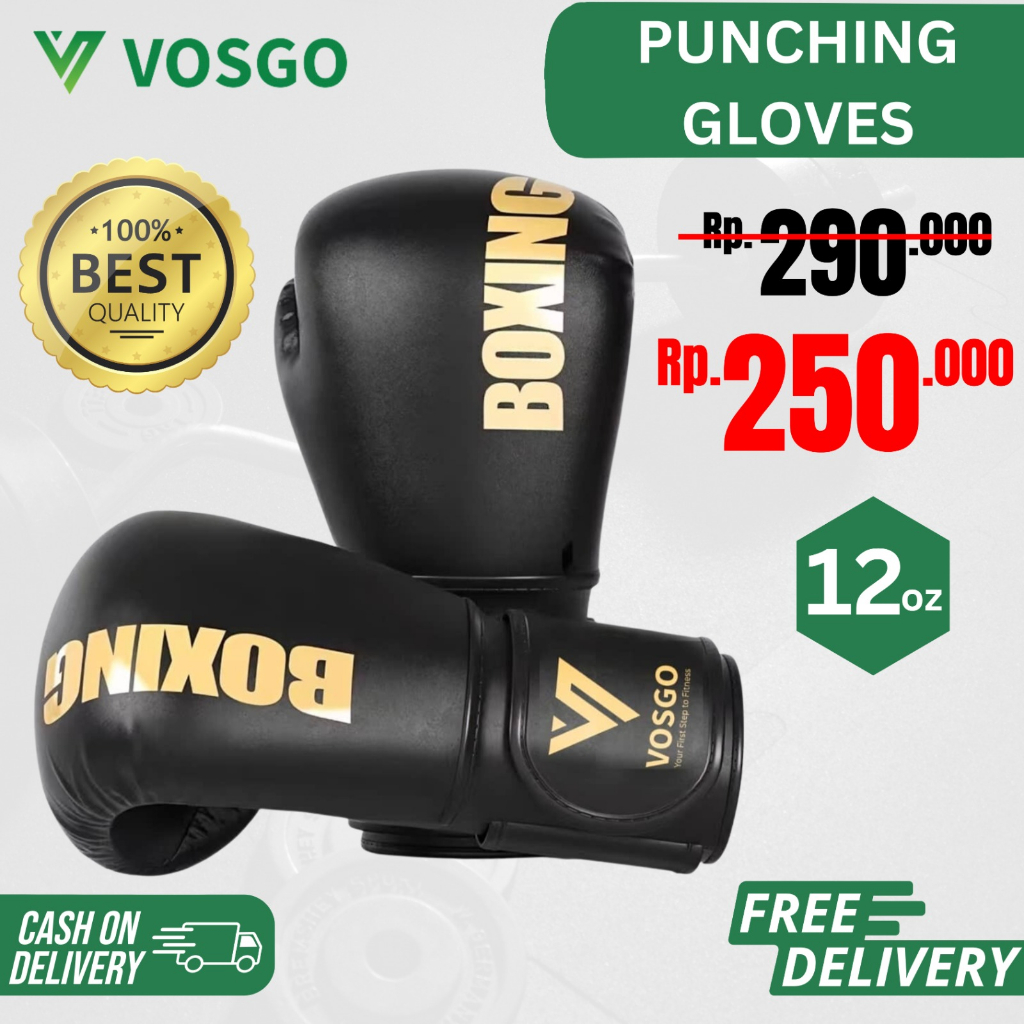 VOSGO
PUNCHING
GLOVES
100%
BEST
QUALITY
Rp. 290.000
Rp. 250.000
BOXING
12oz
BOXING
VOSGO
Your First Step to Fitness
CASH ON
DELIVERY
FREE
DELIVERY